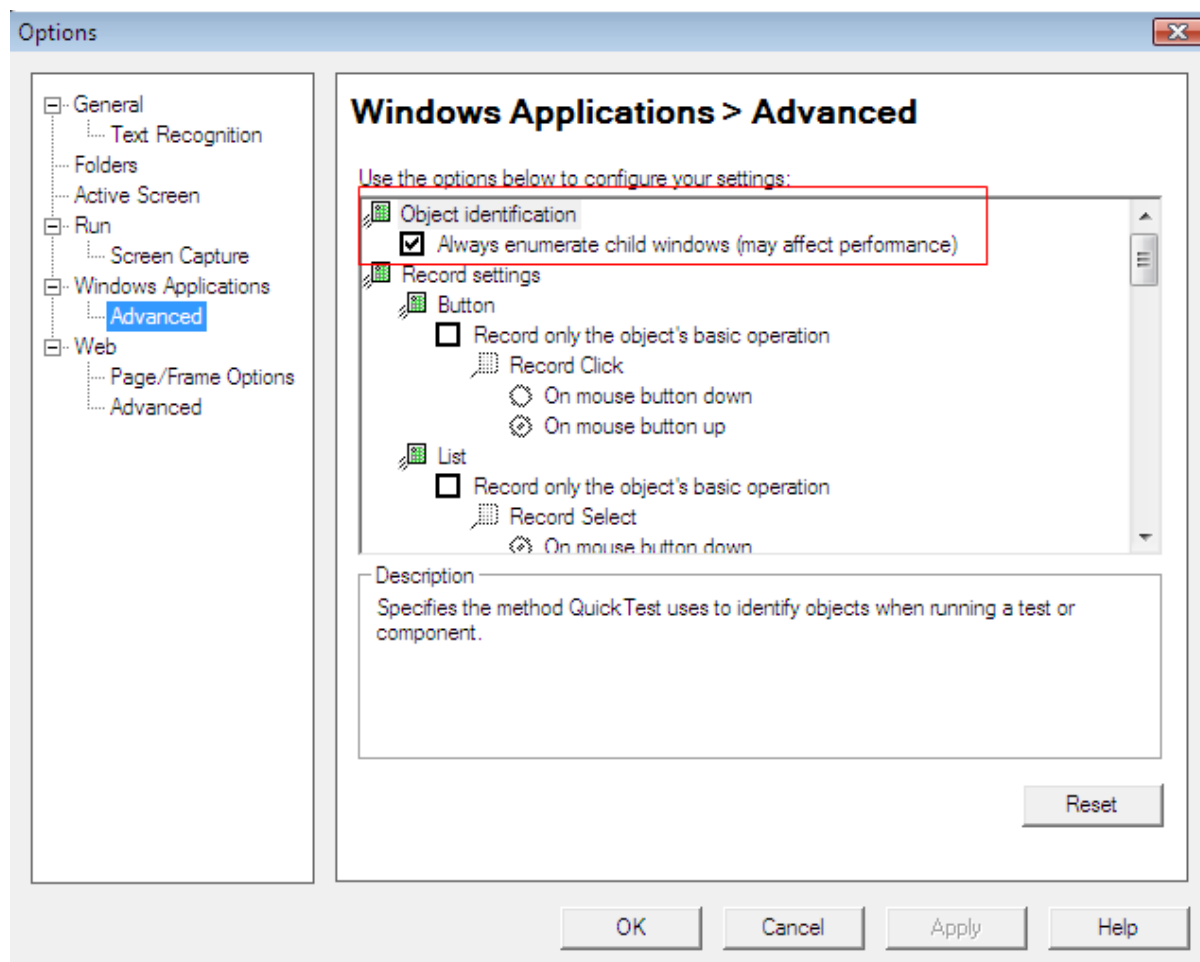 Options
General
Text Recognition
Folders
Active Screen
Run
Screen Capture
Windows Applications
Advanced
Web
Page/Frame Options
Advanced
Windows Applications > Advanced
Use the options below to configure your settings:
Object identification
Always enumerate child windows (may affect performance)
Record settings
Button
Record only the object's basic operation
Record Click
On mouse button down
On mouse button up
List
Record only the object's basic operation
Record Select
On mouse button down
Description
Specifies the method QuickTest uses to identify objects when running a test or
component.
Reset
OK
Cancel
Apply
Help